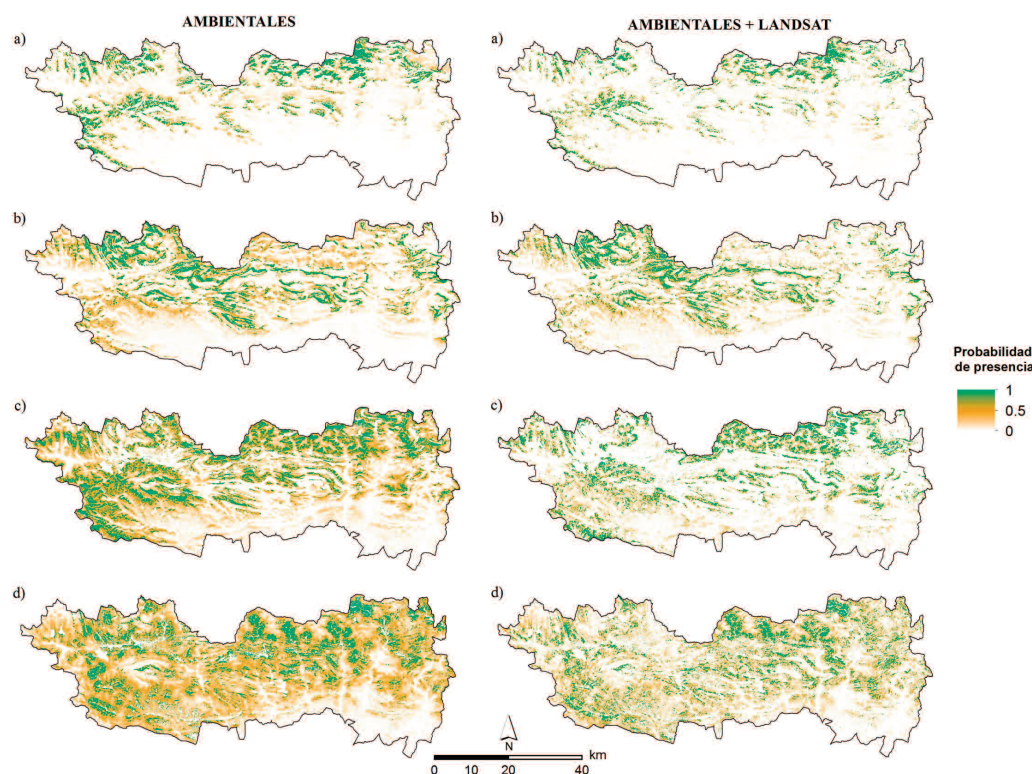 AMBIENTALES
AMBIENTALES + LANDSAT
a)
a)
b)
b)
Probabilidad
de presencia
1
0.5
0
c)
c)
d)
d)
N
km
0 10 20 40